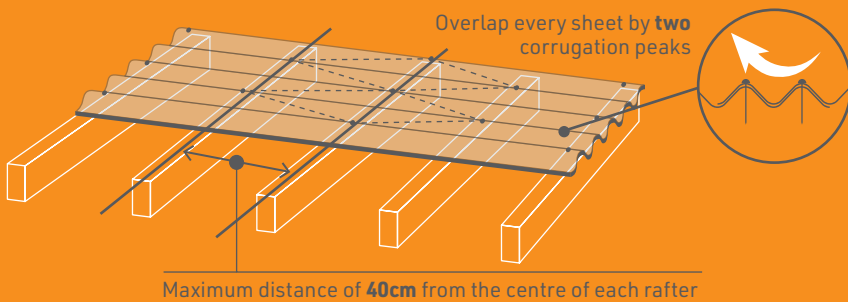 Overlap every sheet by two
corrugation peaks
Maximum distance of 40cm from the centre of each rafter